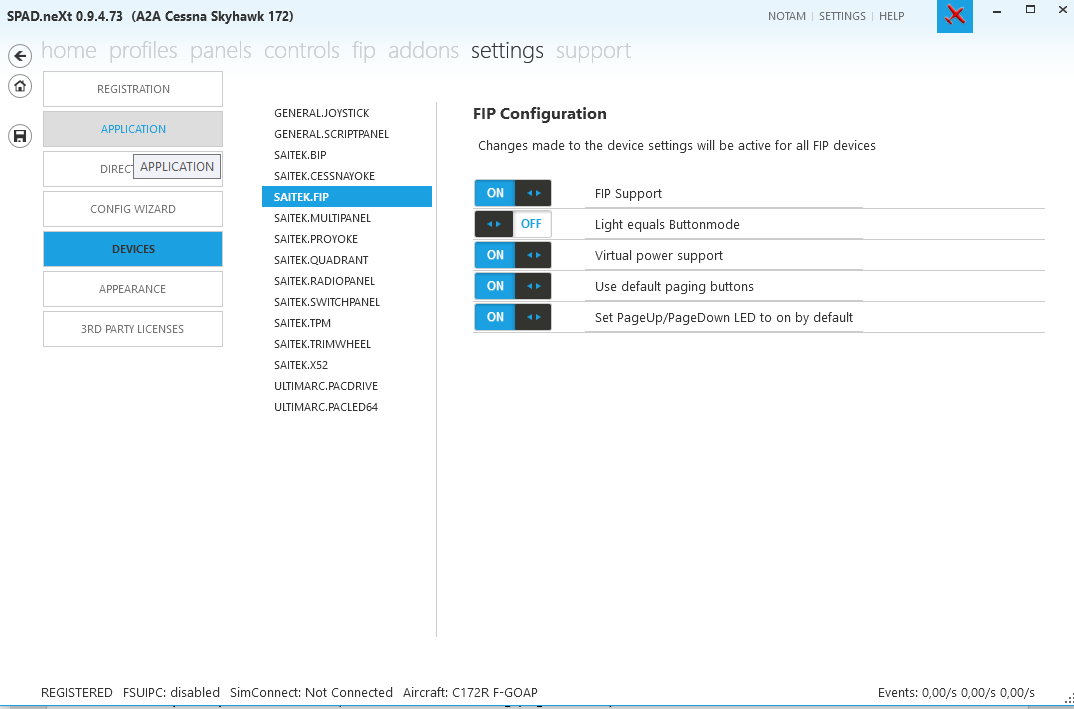 SPAD.neXt 0.9.4.73 (A2A Cessna Skyhawk 172)
NOTAM | SETTINGS | HELP
home profiles panels controls fip addons settings support
REGISTRATION
APPLICATION
DIRECT
APPLICATION
CONFIG WIZARD
DEVICES
APPEARANCE
3RD PARTY LICENSES
GENERAL.JOYSTICK
GENERAL.SCRIPTPANEL
SAITEK.BIP
SAITEK.CESSNAYOKE
SAITEK.FIP
SAITEK.MULTIPANEL
SAITEK.PROYOKE
SAITEK.QUADRANT
SAITEK.RADIOPANEL
SAITEK.SWITCHPANEL
SAITEK.TPM
SAITEK.TRIMWHEEL
SAITEK.X52
ULTIMARC.PACDRIVE
ULTIMARC.PACLED64
FIP Configuration
Changes made to the device settings will be active for all FIP devices
ON FIP Support
OFF Light equals Buttonmode
ON Virtual power support
ON Use default paging buttons
ON Set PageUp/PageDown LED to on by default
REGISTERED FSUIPC: disabled SimConnect: Not Connected Aircraft: C172R F-GOAP
Events: 0,00/s 0,00/s 0,00/s